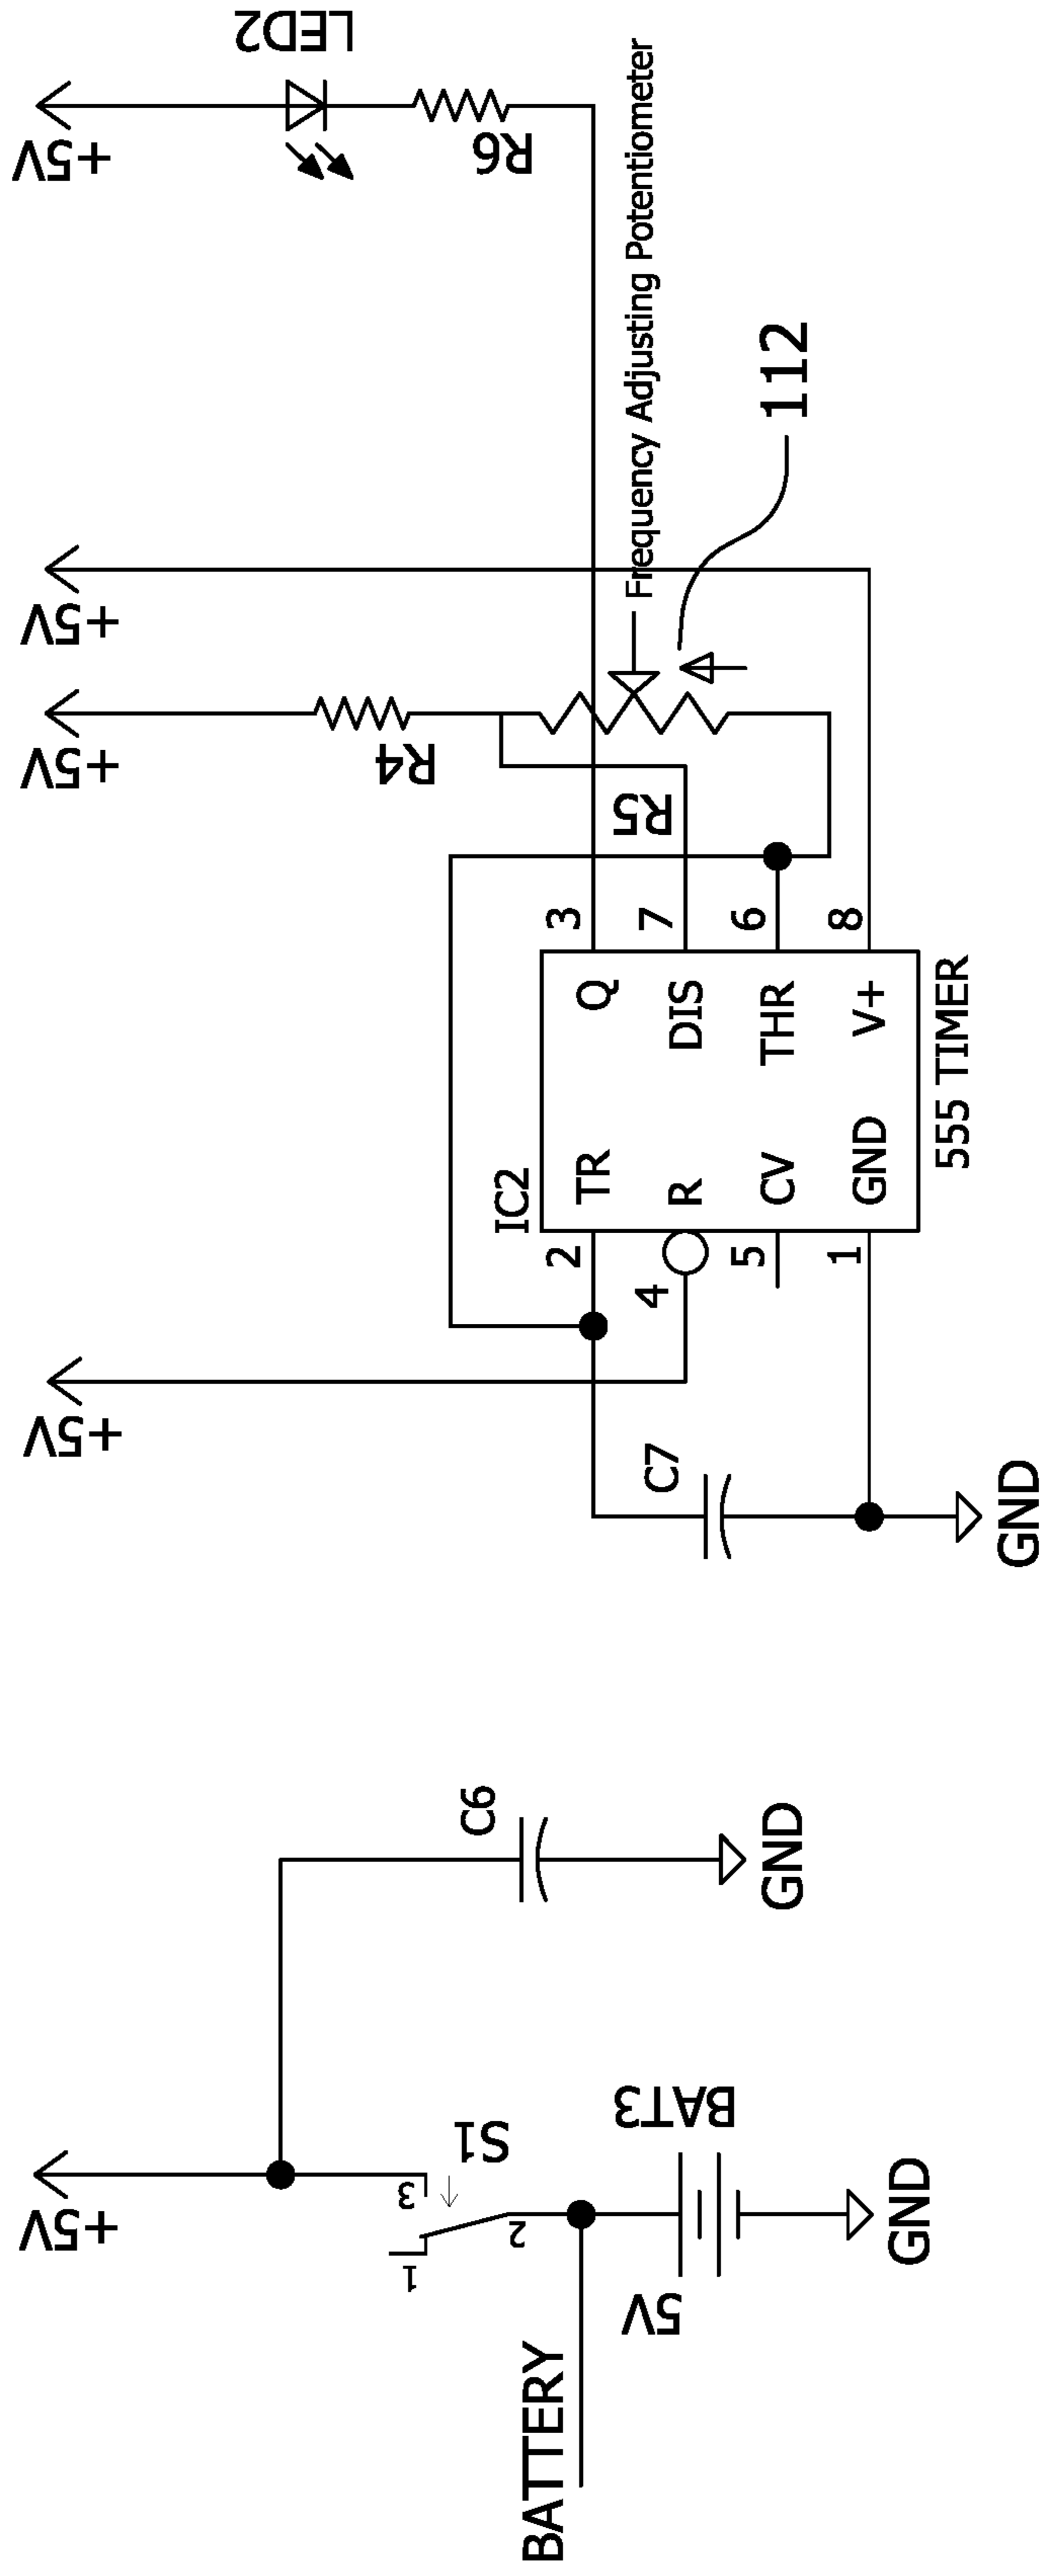 +5V
S1
3
1
2
BATTERY
5V
BAT3
GND
C6
GND
+5V
C7
GND
IC2
2
4
5
1
TR
R
CV
GND
Q
DIS
THR
V+
3
7
6
8
555 TIMER
+5V
R4
R5
+5V
Frequency Adjusting Potentiometer
112
+5V
LED2
R6